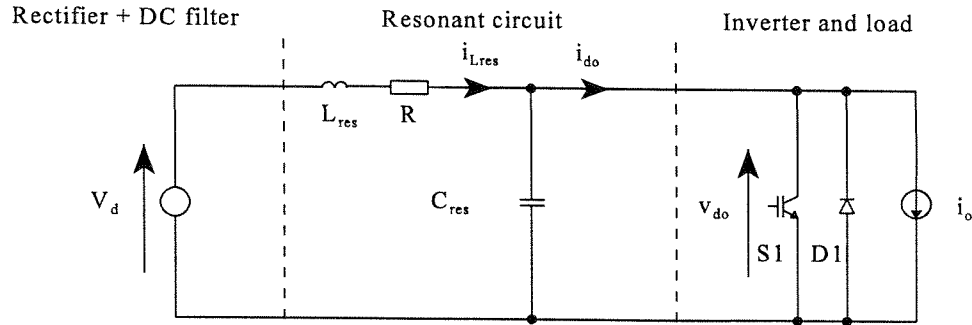 Rectifier + DC filter
Resonant circuit
Inverter and load
i_Lres
i_do
L_res
R
V_d
C_res
v_do
S1
D1
i_o